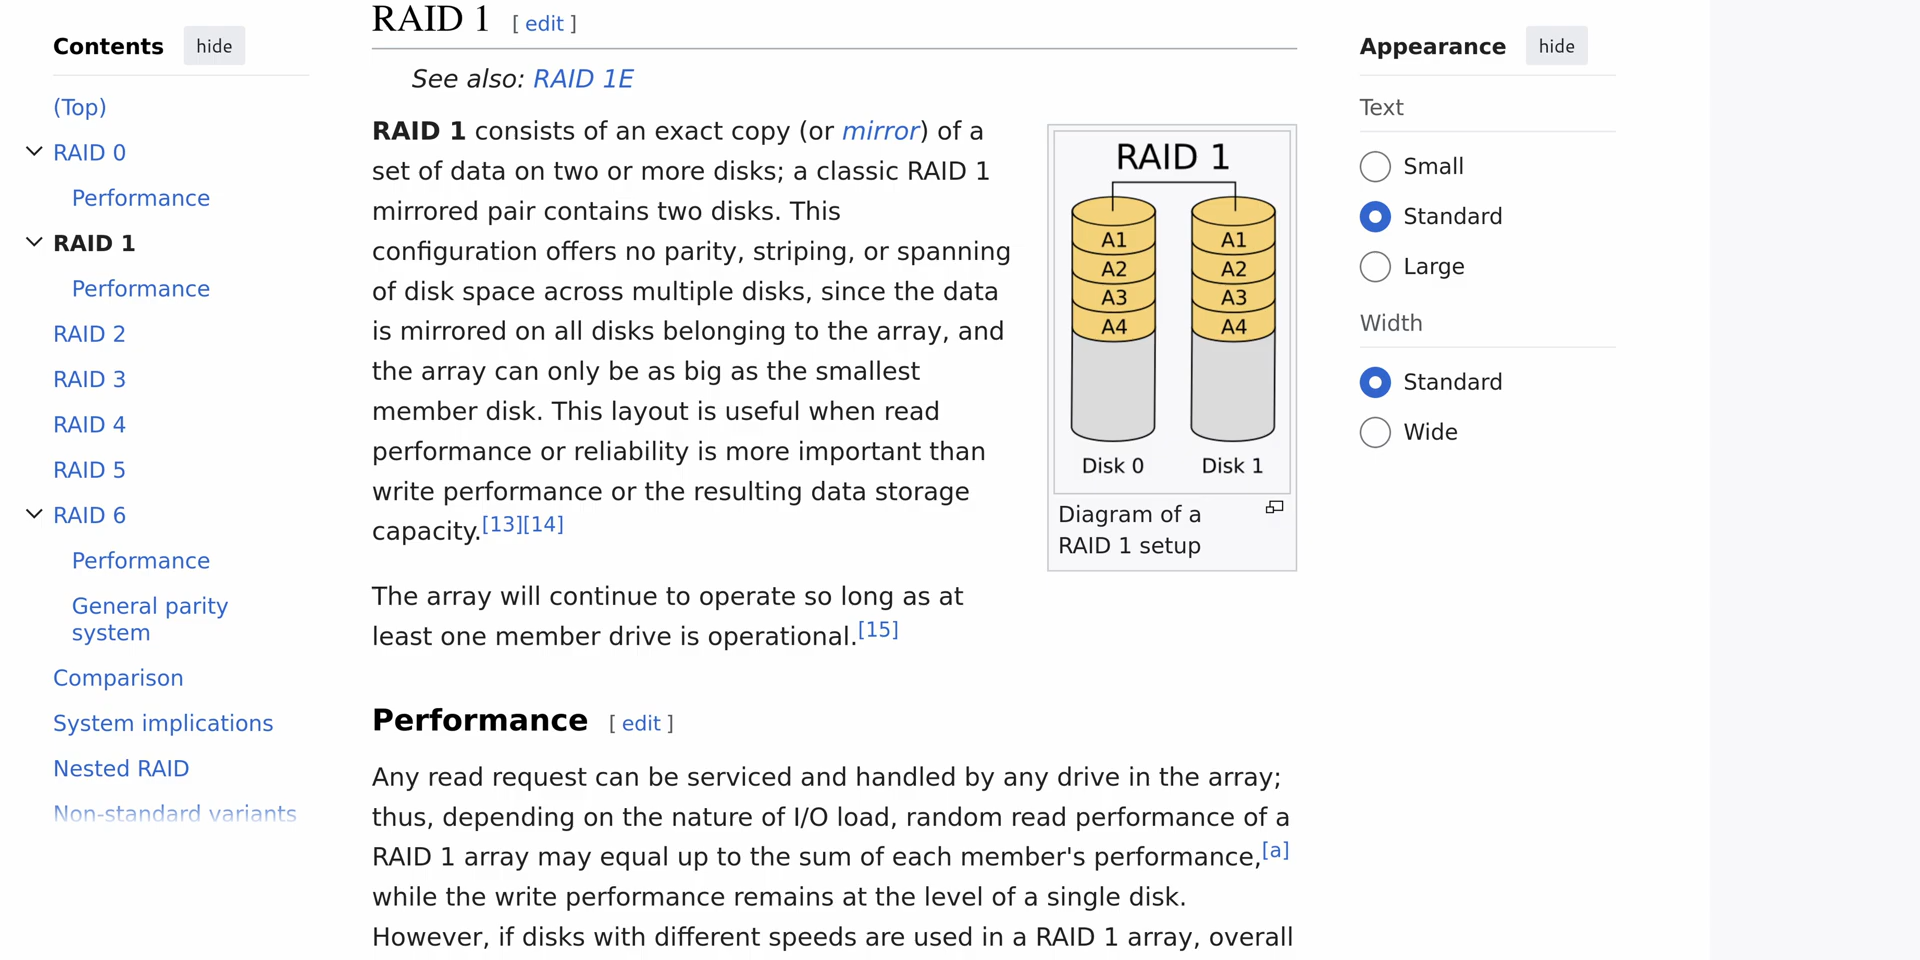 Contents hide
(Top)
RAID 0
Performance
RAID 1
Performance
RAID 2
RAID 3
RAID 4
RAID 5
RAID 6
Performance
General parity
system
Comparison
System implications
Nested RAID
Non-standard variants
RAID 1 [ edit ]
See also: RAID 1E
RAID 1 consists of an exact copy (or mirror) of a
set of data on two or more disks; a classic RAID 1
mirrored pair contains two disks. This
configuration offers no parity, striping, or spanning
of disk space across multiple disks, since the data
is mirrored on all disks belonging to the array, and
the array can only be as big as the smallest
member disk. This layout is useful when read
performance or reliability is more important than
write performance or the resulting data storage
capacity.[13][14]
The array will continue to operate so long as at
least one member drive is operational.[15]
RAID 1
A1 A1
A2 A2
A3 A3
A4 A4
Disk 0 Disk 1
Diagram of a
RAID 1 setup
Performance [ edit ]
Any read request can be serviced and handled by any drive in the array;
thus, depending on the nature of I/O load, random read performance of a
RAID 1 array may equal up to the sum of each member's performance,[a]
while the write performance remains at the level of a single disk.
However, if disks with different speeds are used in a RAID 1 array, overall
Appearance hide
Text
Small
Standard
Large
Width
Standard
Wide